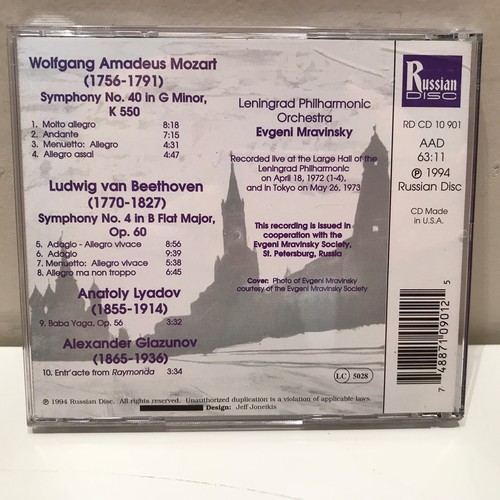 Wolfgang Amadeus Mozart
(1756-1791)
Symphony No. 40 in G Minor,
K 550
1. Molto allegro 8:18
2. Andante 7:15
3. Menuetto: Allegro 4:31
4. Allegro assai 4:47
Ludwig van Beethoven
(1770-1827)
Symphony No. 4 in B Flat Major,
Op. 60
5. Adagio - Allegro vivace 8:56
6. Adagio 9:39
7. Menuetto: Allegro vivace 5:38
8. Allegro ma non troppo 6:45
Anatoly Lyadov
(1855-1914)
9. Baba Yaga, Op. 56 3:32
Alexander Glazunov
(1865-1936)
10. Entr'acte from Raymonda 3:34
Leningrad Philharmonic
Orchestra
Evgeni Mravinsky
Recorded live at the Large Hall of the
Leningrad Philharmonic
on April 18, 1972 (1-4),
and in Tokyo on May 26, 1973
This recording is issued in
cooperation with the
Evgeni Mravinsky Society,
St. Petersburg, Russia
Cover: Photo of Evgeni Mravinsky
courtesy of the Evgeni Mravinsky Society
LC 5028
Russian
DISC
RD CD 10 901
AAD
63:11
℗ 1994
Russian Disc
CD Made
in U.S.A.
7 48871 09012 5
℗ 1994 Russian Disc. All rights reserved. Unauthorized duplication is a violation of applicable laws.
Design: Jeff Joneikis